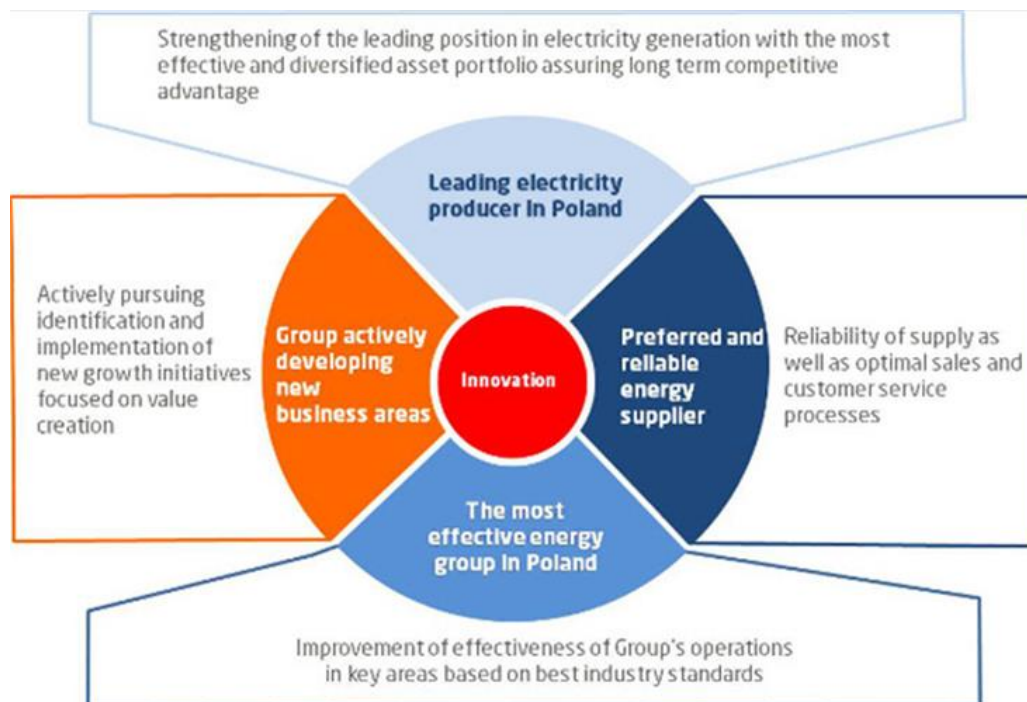 Strengthening of the leading position in electricity generation with the most
effective and diversified asset portfolio assuring long term competitive
advantage
Leading electricity
producer in Poland
Actively pursuing
identification and
implementation of
new growth initiatives
focused on value
creation
Group actively
developing
new
business areas
Innovation
Preferred and
reliable
energy
supplier
Reliability of supply as
well as optimal sales and
customer service
processes
The most
effective energy
group in Poland
Improvement of effectiveness of Group's operations
in key areas based on best industry standards